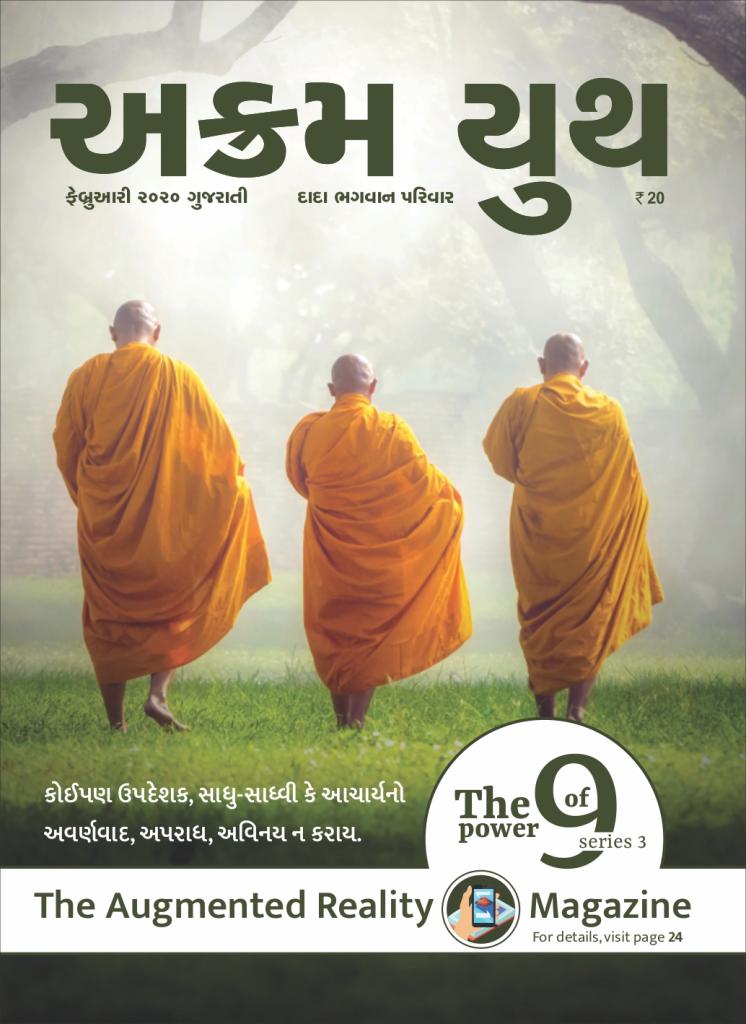 અક્રમ યુથ
ફેબ્રુઆરી ૨૦૨૦ ગુજરાતી દાદા ભગવાન પરિવાર ₹ 20
કોઈપણ ઉપદેશક, સાધુ-સાધ્વી કે આચાર્યનો
અવર્ણવાદ, અપરાધ, અવિનય ન કરાય.
The power of 9
series 3
The Augmented Reality Magazine
For details, visit page 24